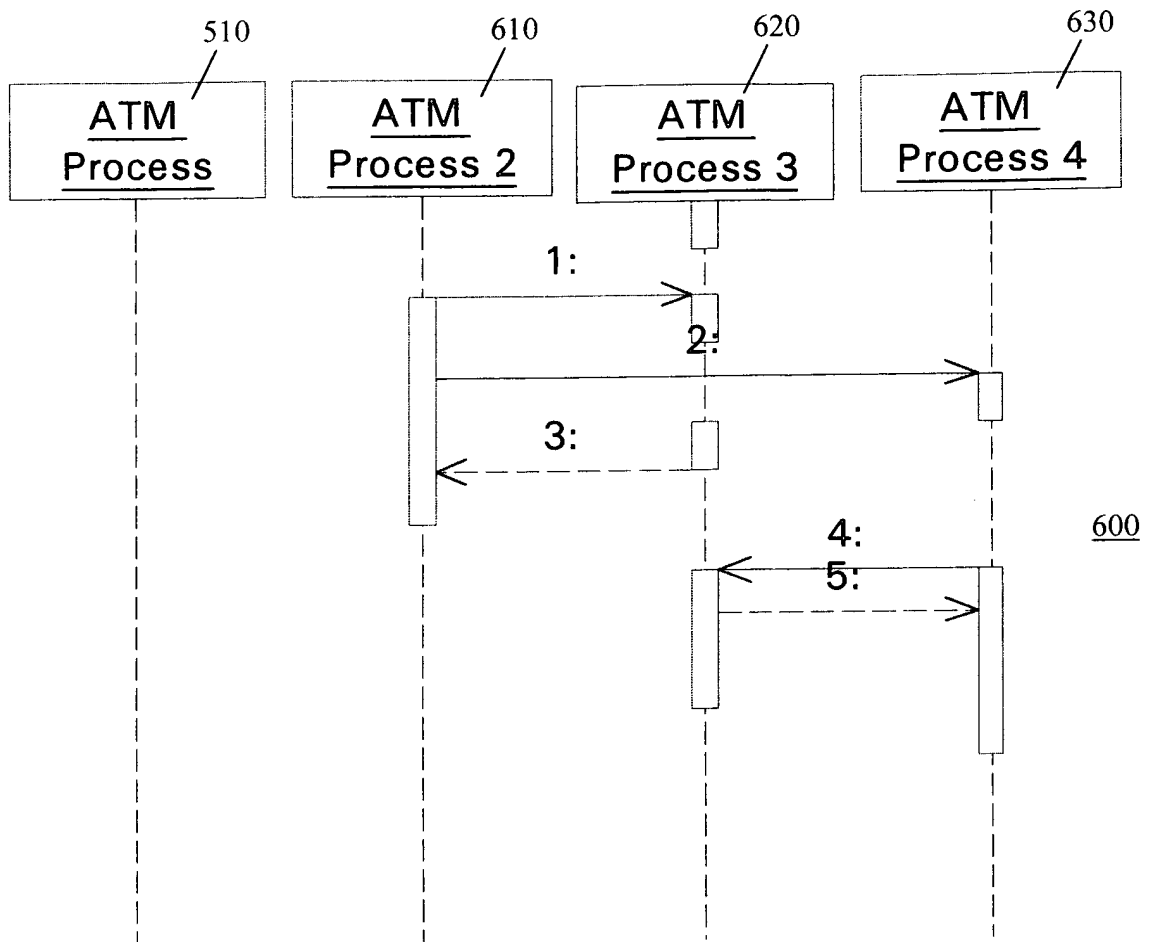 510
610
620
630
ATM
Process
ATM
Process 2
ATM
Process 3
ATM
Process 4
1:
2:
3:
4:
5:
600